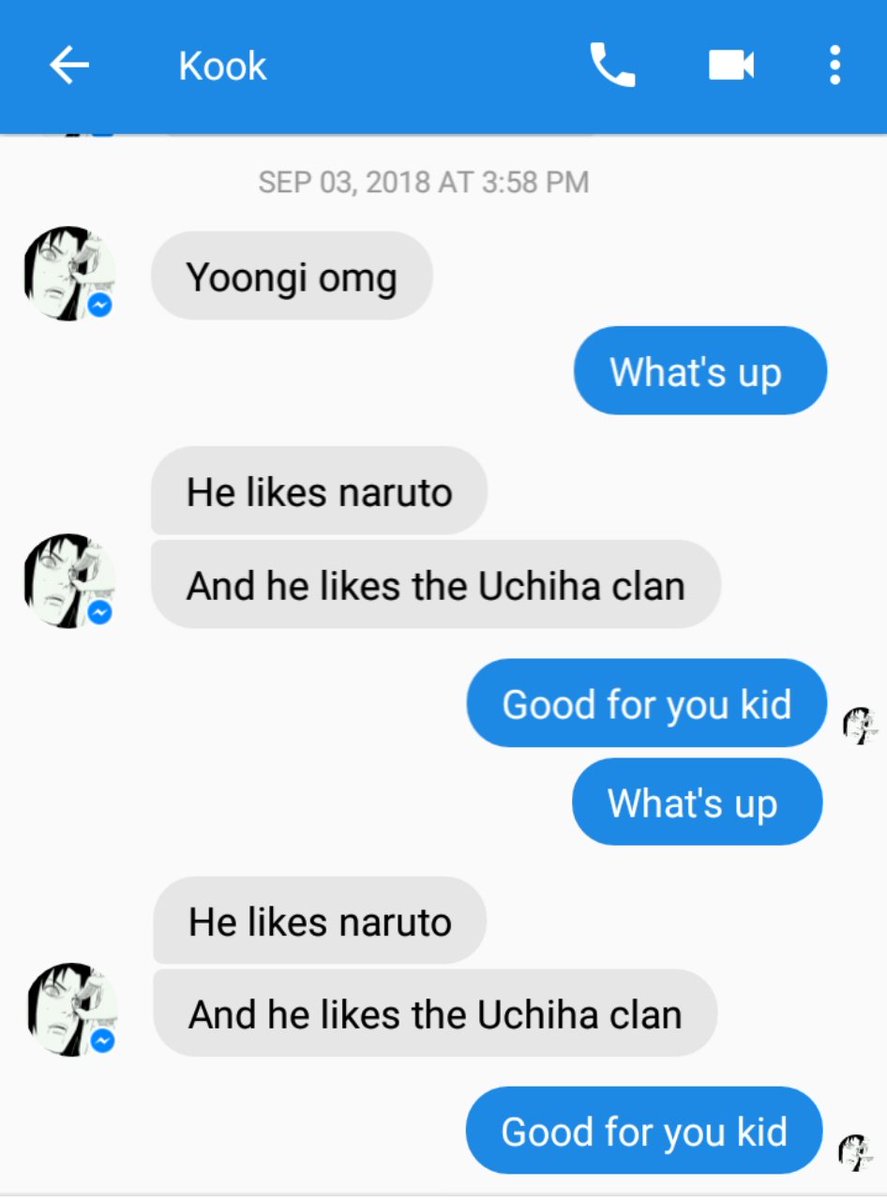 Kook
SEP 03, 2018 AT 3:58 PM
Yoongi omg
What's up
He likes naruto
And he likes the Uchiha clan
Good for you kid
What's up
He likes naruto
And he likes the Uchiha clan
Good for you kid